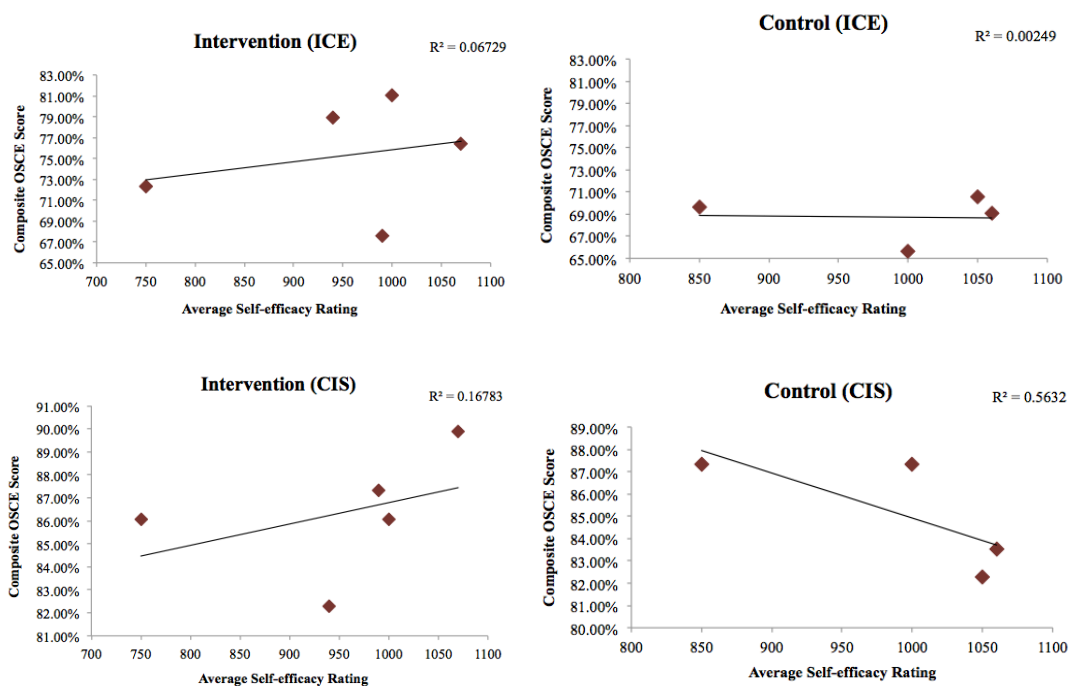 Intervention (ICE)
R² = 0.06729
Composite OSCE Score
83.00%
81.00%
79.00%
77.00%
75.00%
73.00%
71.00%
69.00%
67.00%
65.00%
700 750 800 850 900 950 1000 1050 1100
Average Self-efficacy Rating
Control (ICE)
R² = 0.00249
Composite OSCE Score
83.00%
81.00%
79.00%
77.00%
75.00%
73.00%
71.00%
69.00%
67.00%
65.00%
800 850 900 950 1000 1050 1100
Average Self-efficacy Rating
Intervention (CIS)
R² = 0.16783
Composite OSCE Score
91.00%
90.00%
89.00%
88.00%
87.00%
86.00%
85.00%
84.00%
83.00%
82.00%
81.00%
700 750 800 850 900 950 1000 1050 1100
Average Self-efficacy Rating
Control (CIS)
R² = 0.5632
Composite OSCE Score
89.00%
88.00%
87.00%
86.00%
85.00%
84.00%
83.00%
82.00%
81.00%
80.00%
800 850 900 950 1000 1050 1100
Average Self-efficacy Rating